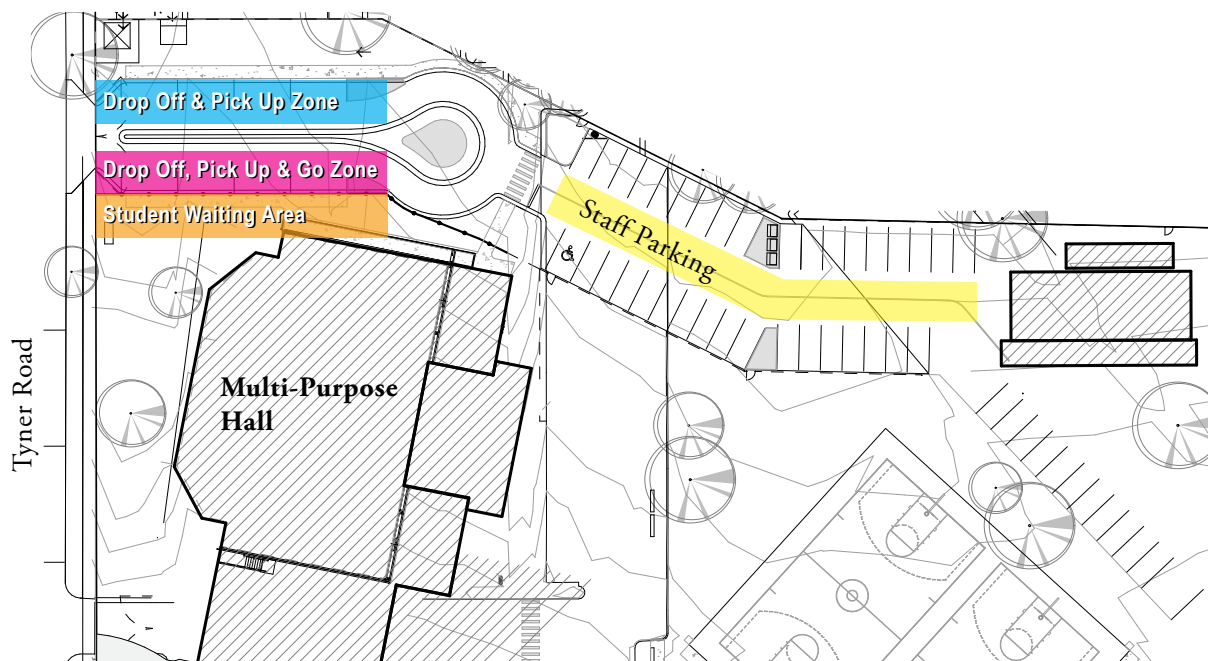 Drop Off & Pick Up Zone
Drop Off, Pick Up & Go Zone
Student Waiting Area
Staff Parking
Multi-Purpose
Hall
Tyner Road